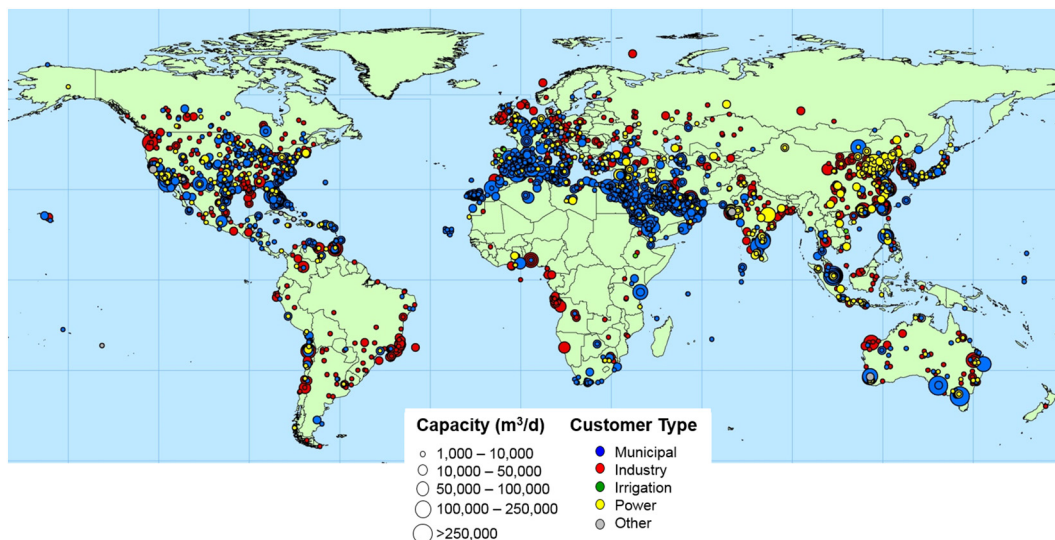 Capacity (m³/d)
1,000 – 10,000
10,000 – 50,000
50,000 – 100,000
100,000 – 250,000
>250,000
Customer Type
Municipal
Industry
Irrigation
Power
Other